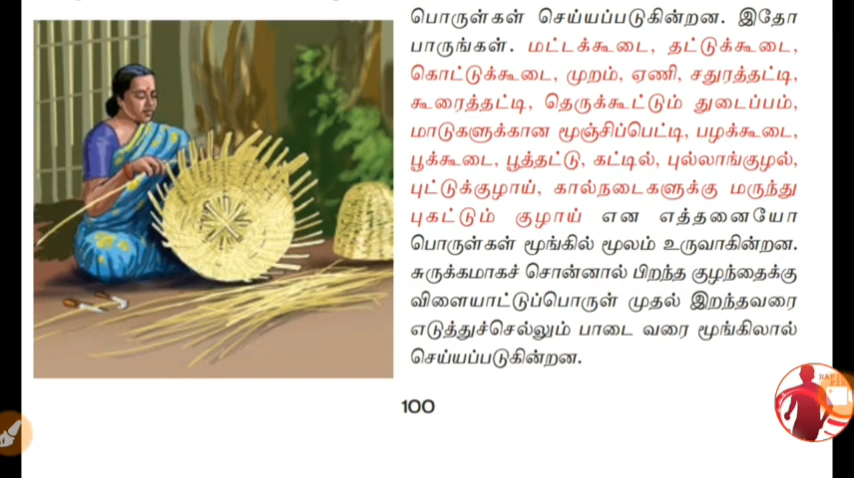 பொருள்கள் செய்யப்படுகின்றன. இதோ
பாருங்கள். மட்டக்கூடை, தட்டுக்கூடை,
கொட்டுக்கூடை, முறம், ஏணி, சதுரத்தட்டி,
கூரைத்தட்டி, தெருக்கூட்டும் துடைப்பம்,
மாடுகளுக்கான மூஞ்சிப்பெட்டி, பழக்கூடை,
பூக்கூடை, பூத்தட்டு, கட்டில், புல்லாங்குழல்,
புட்டுக்குழாய், கால்நடைகளுக்கு மருந்து
புகட்டும் குழாய் என எத்தனையோ
பொருள்கள் மூங்கில் மூலம் உருவாகின்றன.
சுருக்கமாகச் சொன்னால் பிறந்த குழந்தைக்கு
விளையாட்டுப்பொருள் முதல் இறந்தவரை
எடுத்துச்செல்லும் பாடை வரை மூங்கிலால்
செய்யப்படுகின்றன.
100